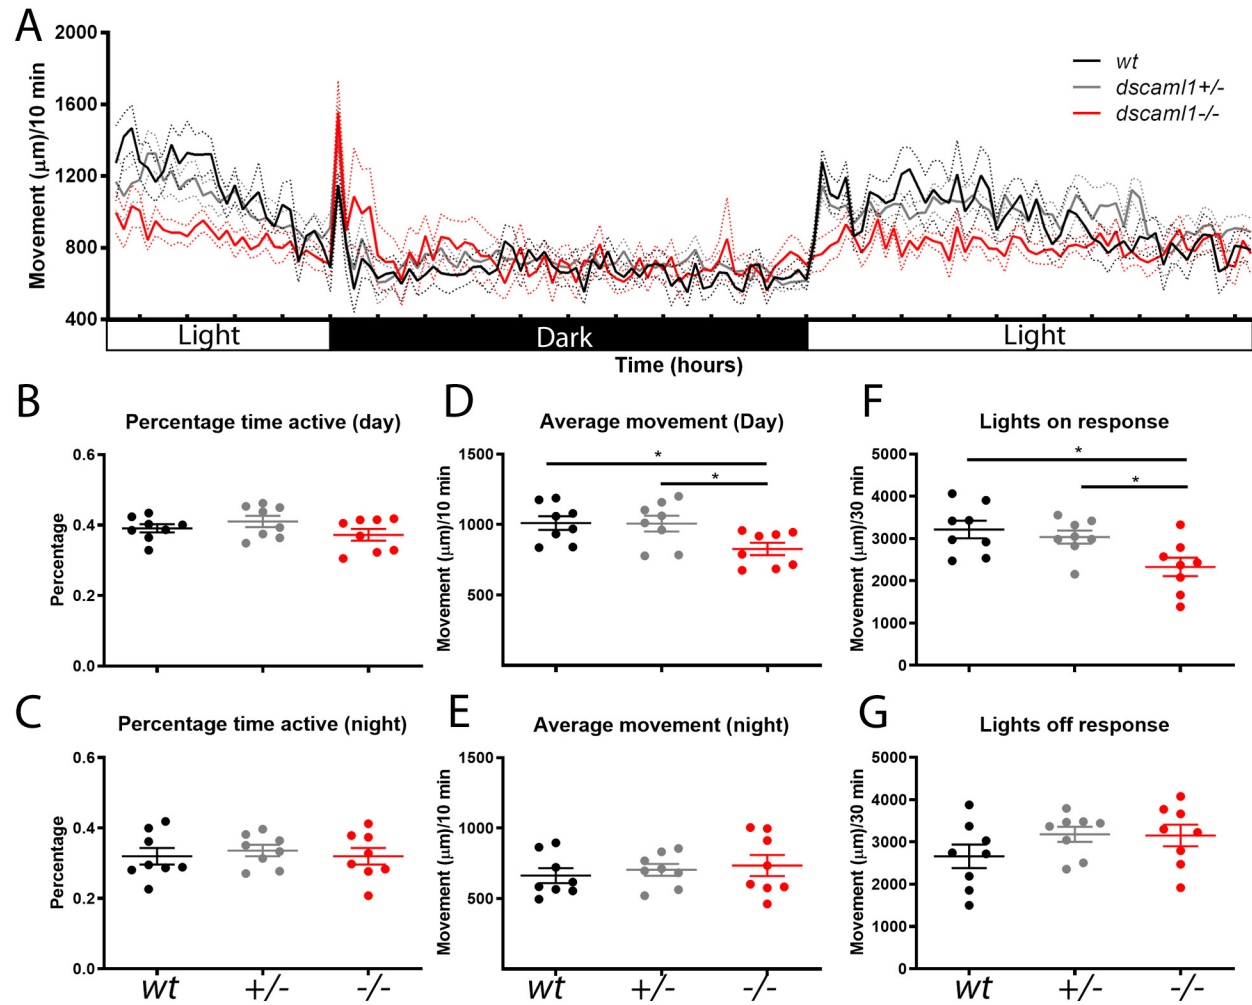 A
2000
1600
1200
800
400
Movement (μm)/10 min
wt
dscaml1+/-
dscaml1-/-
Light
Dark
Light
Time (hours)
B
Percentage time active (day)
0.6
0.4
0.2
0.0
Percentage
D
Average movement (Day)
1500
1000
500
Movement (μm)/10 min
*
*
F
Lights on response
5000
4000
3000
2000
1000
0
Movement (μm)/30 min
*
*
C
Percentage time active (night)
0.6
0.4
0.2
0.0
Percentage
wt
+/-
-/-
E
Average movement (night)
1500
1000
500
Movement (μm)/10 min
wt
+/-
-/-
G
Lights off response
5000
4000
3000
2000
1000
0
Movement (μm)/30 min
wt
+/-
-/-